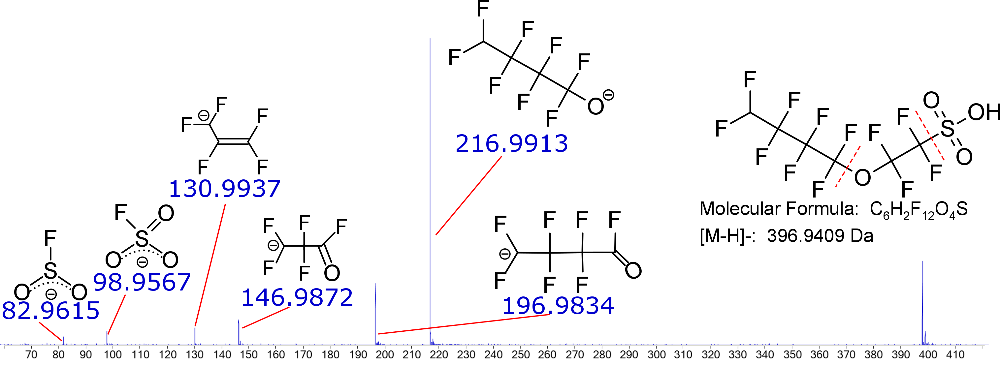 F
F
F
F
F
F
F
F
O⊖
216.9913
F
F
F
F
F
F
F
F
O
F
F
F
F
S
O
OH
O
Molecular Formula: C6H2F12O4S
[M-H]-: 396.9409 Da
F
F
⊖
F
F
F
130.9937
F
O
S
O
O
⊖
98.9567
F
S
O
O
⊖
82.9615
F
F
F
⊖
F
F
O
146.9872
F
F
F
F
⊖
F
F
F
O
196.9834
70 80 90 100 110 120 130 140 150 160 170 180 190 200 210 220 230 240 250 260 270 280 290 300 310 320 330 340 350 360 370 380 390 400 410